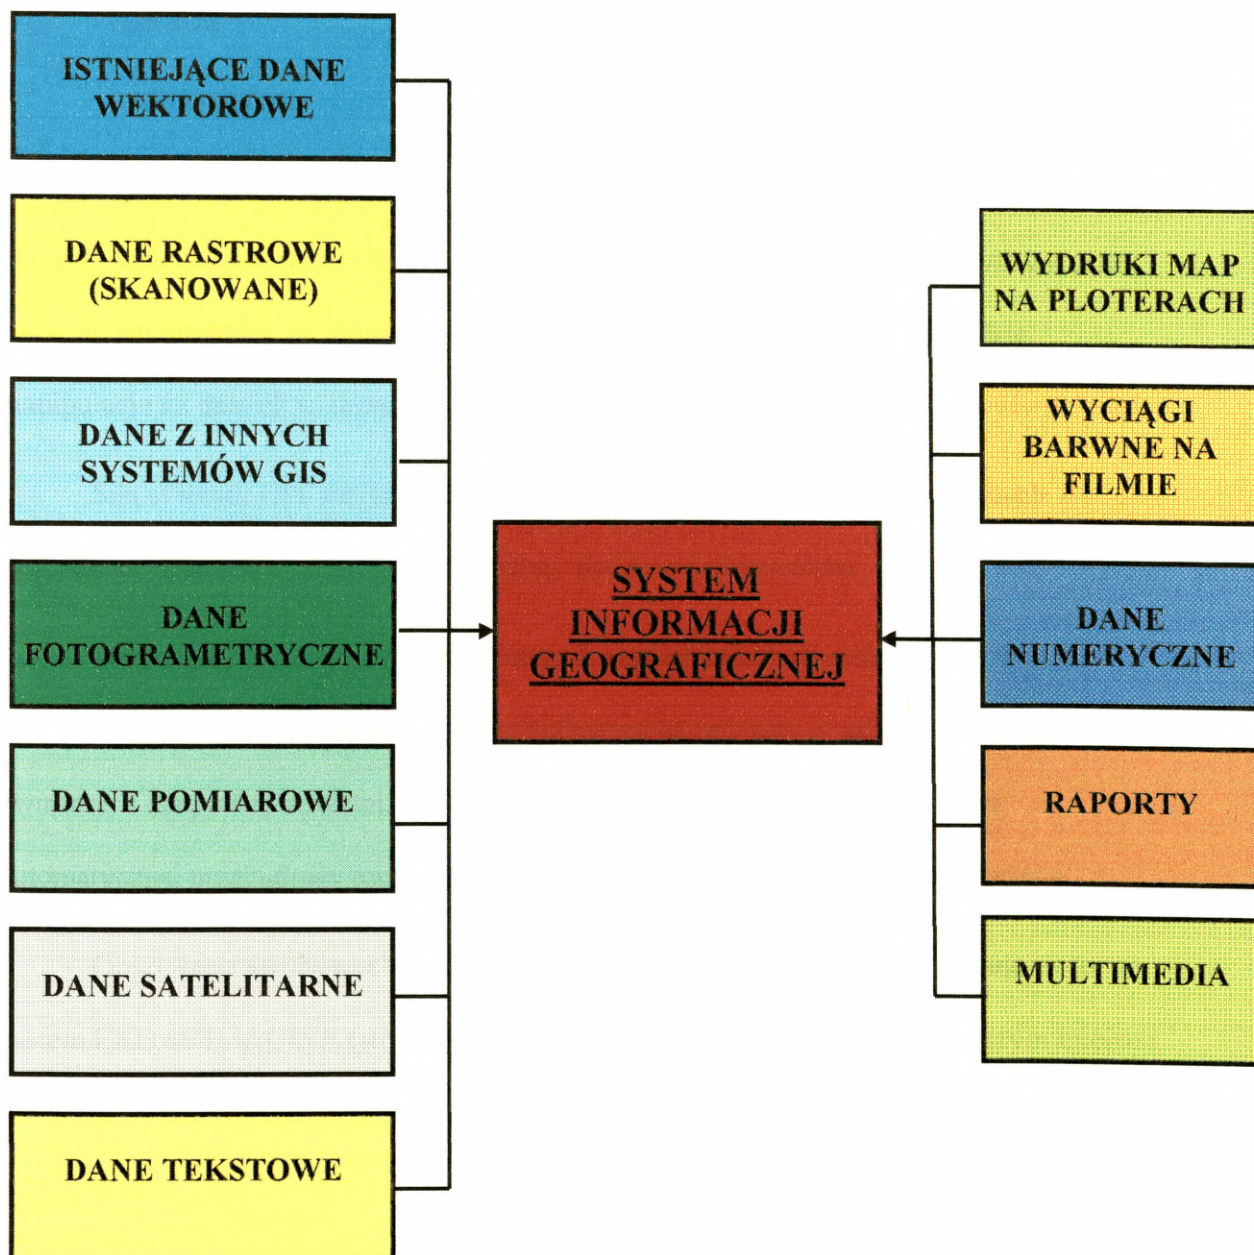 ISTNIEJĄCE DANE
WEKTOROWE
DANE RASTROWE
(SKANOWANE)
DANE Z INNYCH
SYSTEMÓW GIS
DANE
FOTOGRAMETRYCZNE
DANE POMIAROWE
DANE SATELITARNE
DANE TEKSTOWE
SYSTEM
INFORMACJI
GEOGRAFICZNEJ
WYDRUKI MAP
NA PLOTERACH
WYCIĄGI
BARWNE NA
FILMIE
DANE
NUMERYCZNE
RAPORTY
MULTIMEDIA